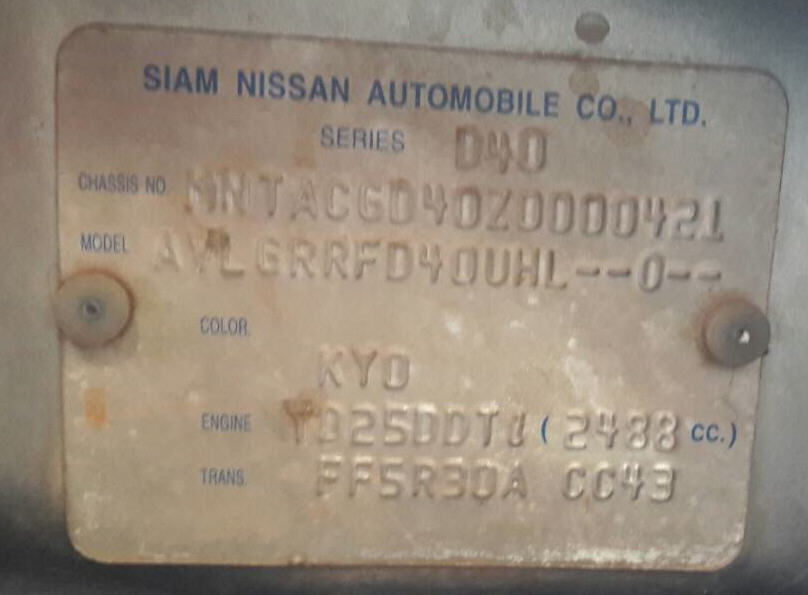 SIAM NISSAN AUTOMOBILE CO., LTD.
SERIES D40
CHASSIS NO. MNTACGD40Z0000421
MODEL AVLGRRFD40UHL--0--
COLOR
KY0
ENGINE YD25DDTi (2488 CC.)
TRANS. FF5R30A CC43